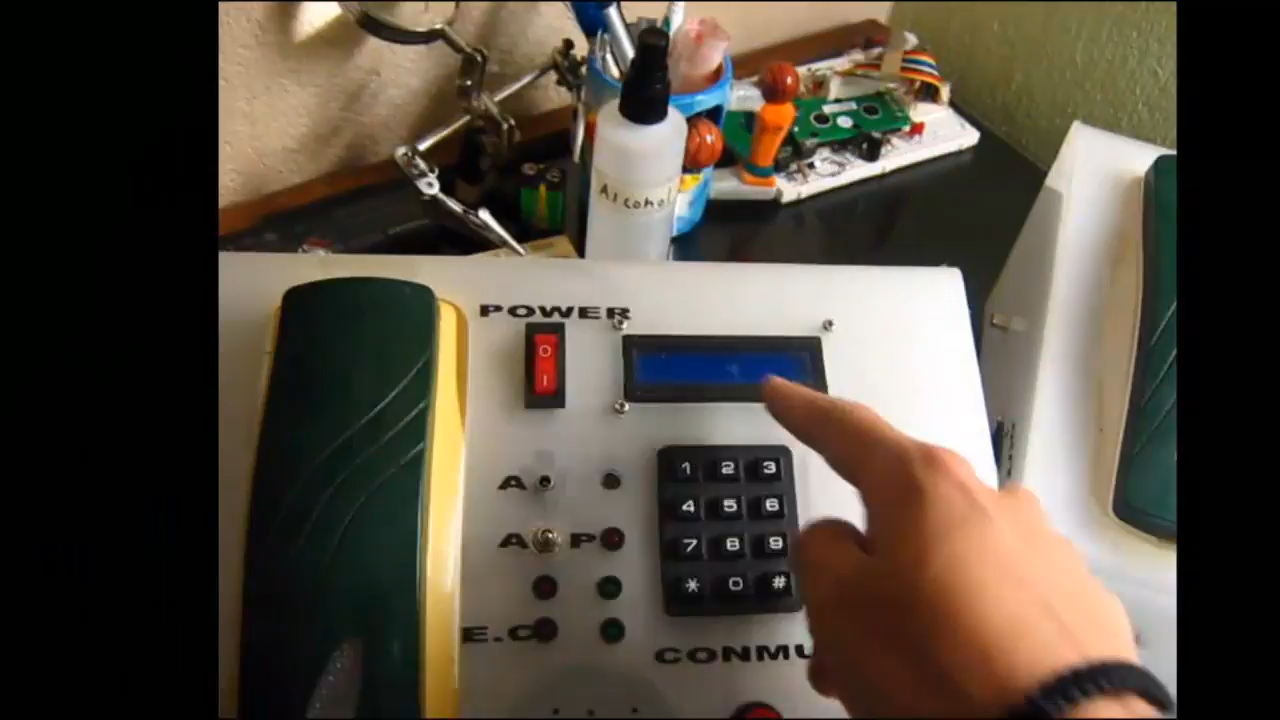 Alcohol
POWER
O
I
A
1 2 3
4 5 6
A P
7 8 9
* 0 #
E.C
CONMU